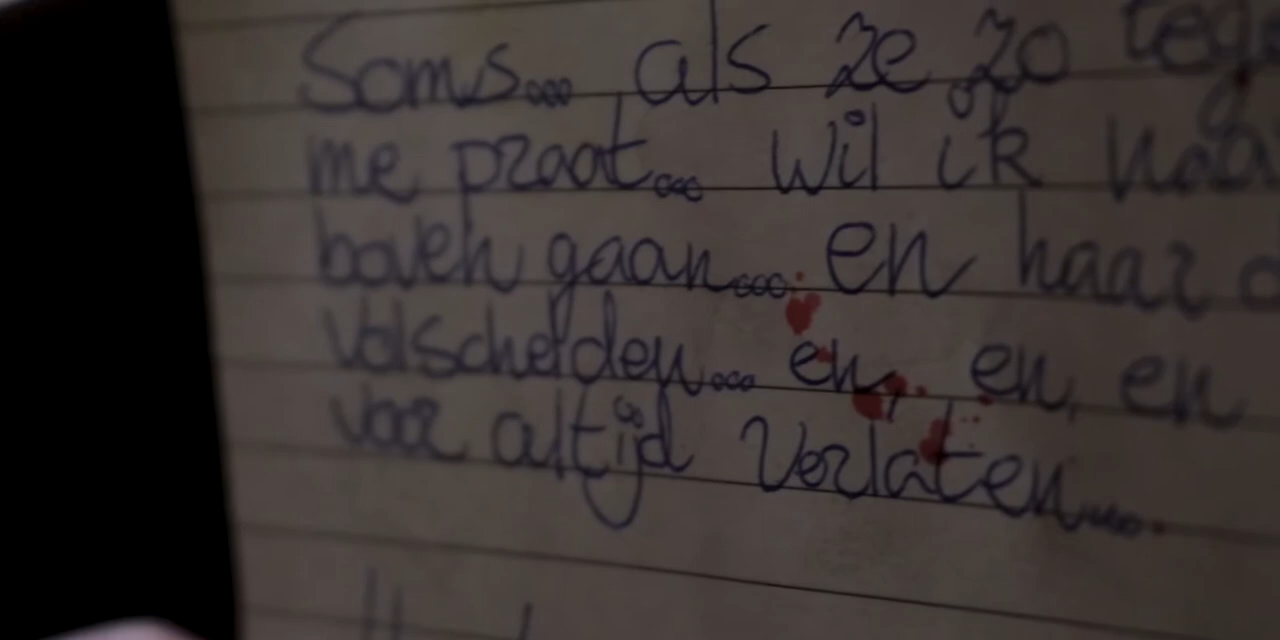 Soms... als ze zo
me praat... wil ik
boven gaan... en haar
volschelden... en, en, en
voor altijd verlaten...